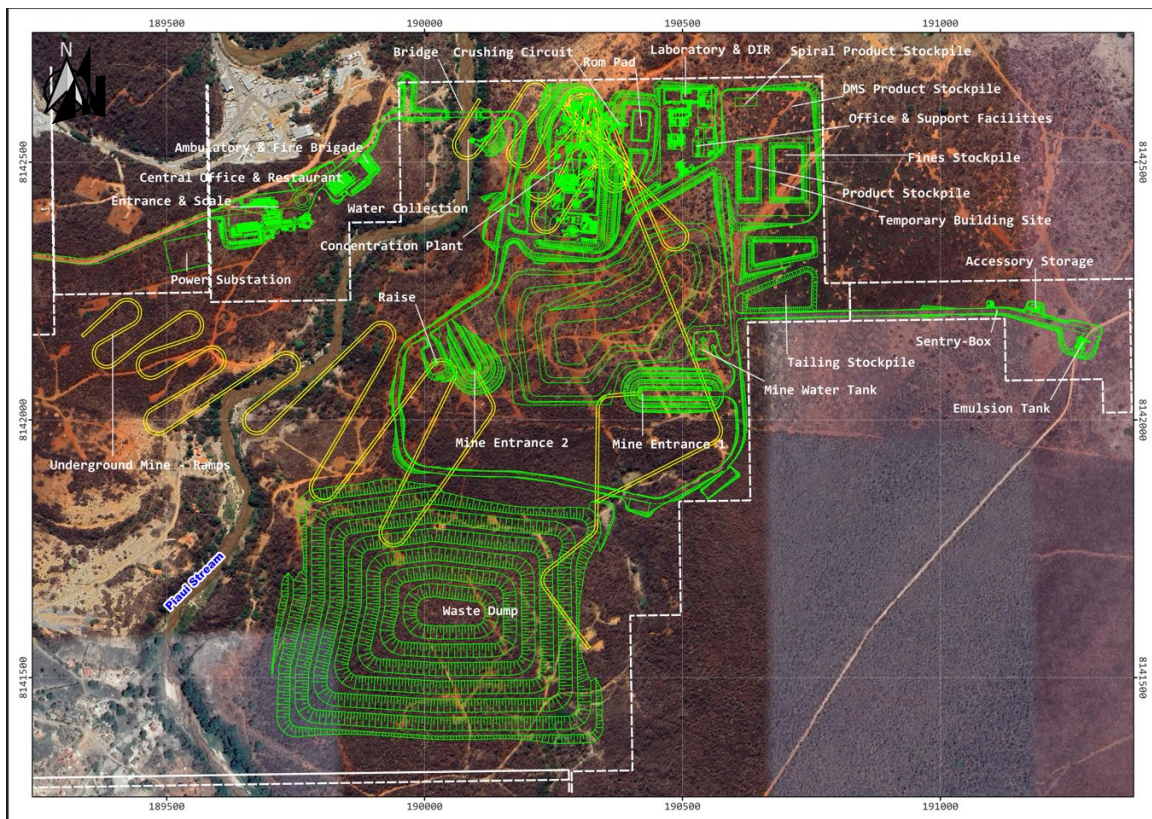 189500
190000
190500
191000
N
Bridge
Crushing Circuit
Rom Pad
Laboratory & DIR
Spiral Product Stockpile
DMS Product Stockpile
Office & Support Facilities
Ambulatory & Fire Brigade
8142500
8142500
Fines Stockpile
Central Office & Restaurant
Product Stockpile
Entrance & Scale
Water Collection
Temporary Building Site
Concentration Plant
Accessory Storage
Power Substation
Raise
Sentry-Box
Tailing Stockpile
Mine Water Tank
Emulsion Tank
8142000
8142000
Mine Entrance 2
Mine Entrance 1
Underground Mine - Ramps
Piaui Stream
Waste Dump
8141500
8141500
189500
190000
190500
191000